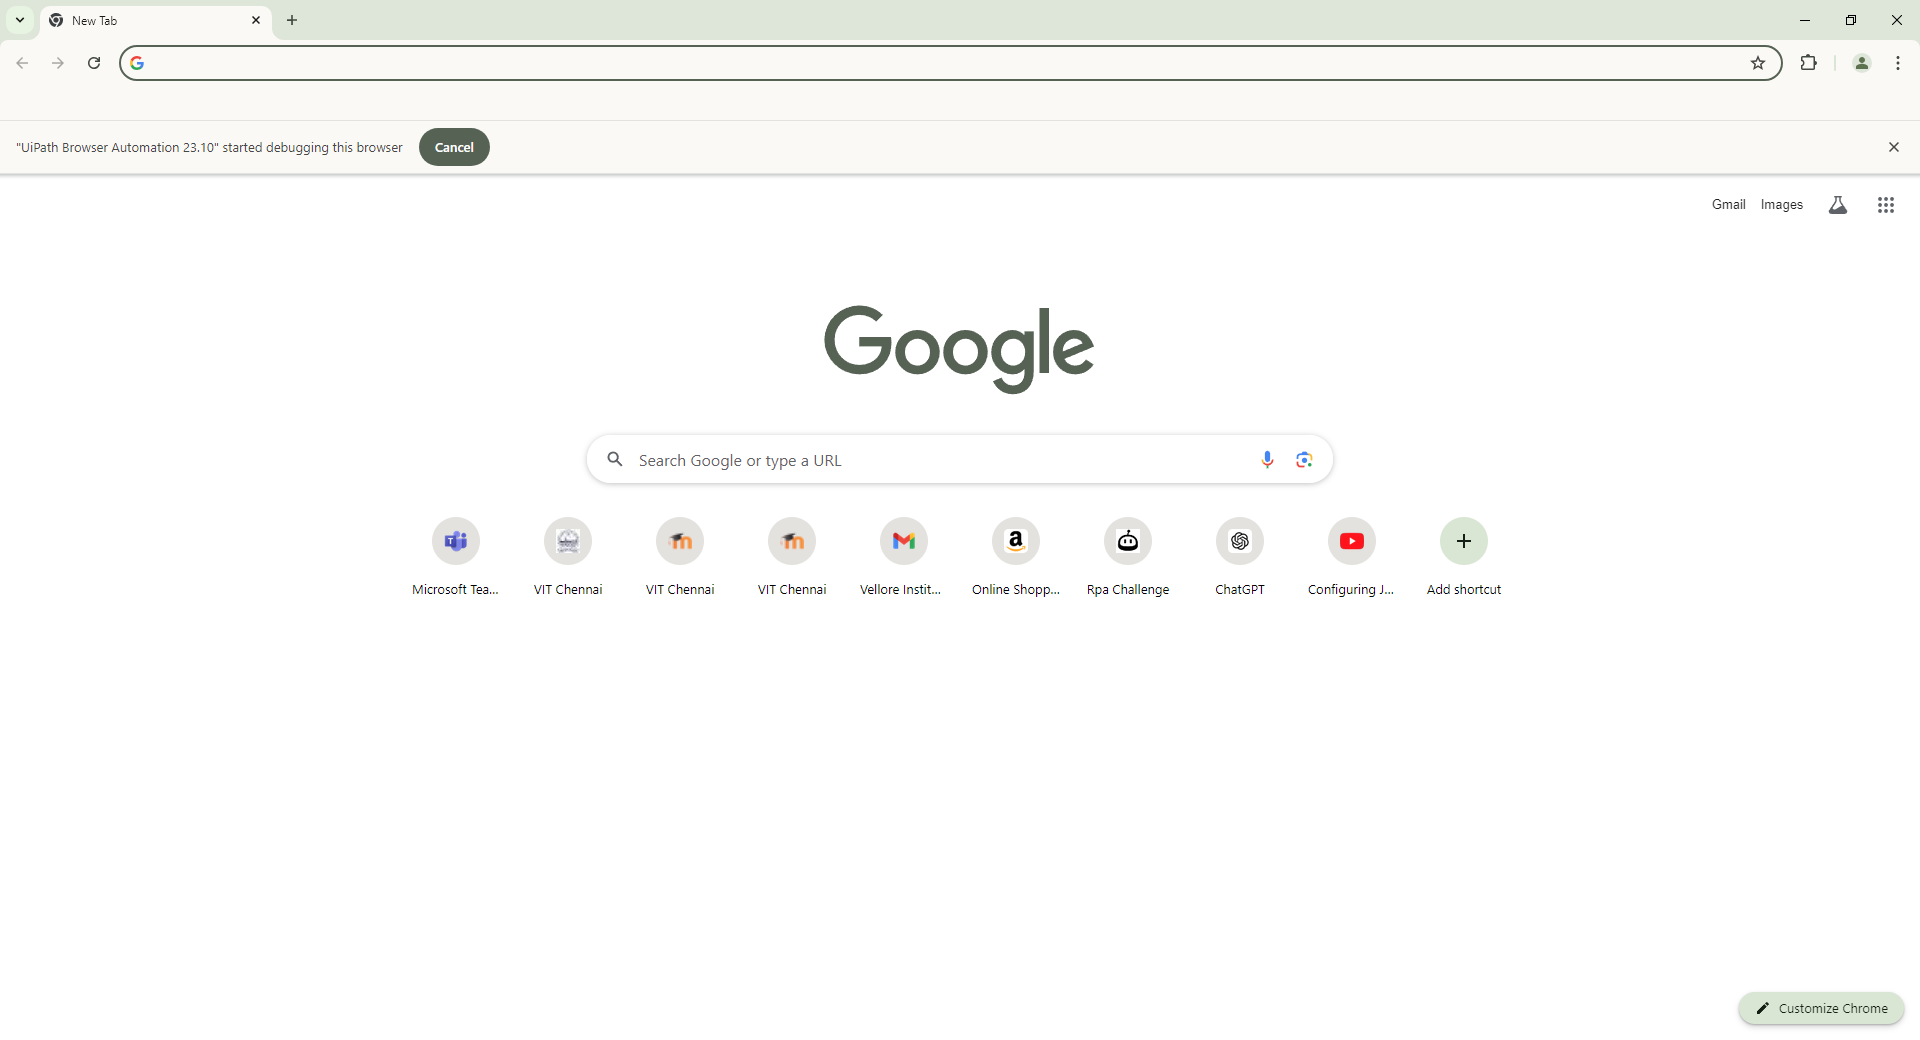 New Tab
"UiPath Browser Automation 23.10" started debugging this browser Cancel
Gmail Images
Google
Search Google or type a URL
Microsoft Tea... VIT Chennai VIT Chennai VIT Chennai Vellore Instit... Online Shopp... Rpa Challenge ChatGPT Configuring J... Add shortcut
Customize Chrome